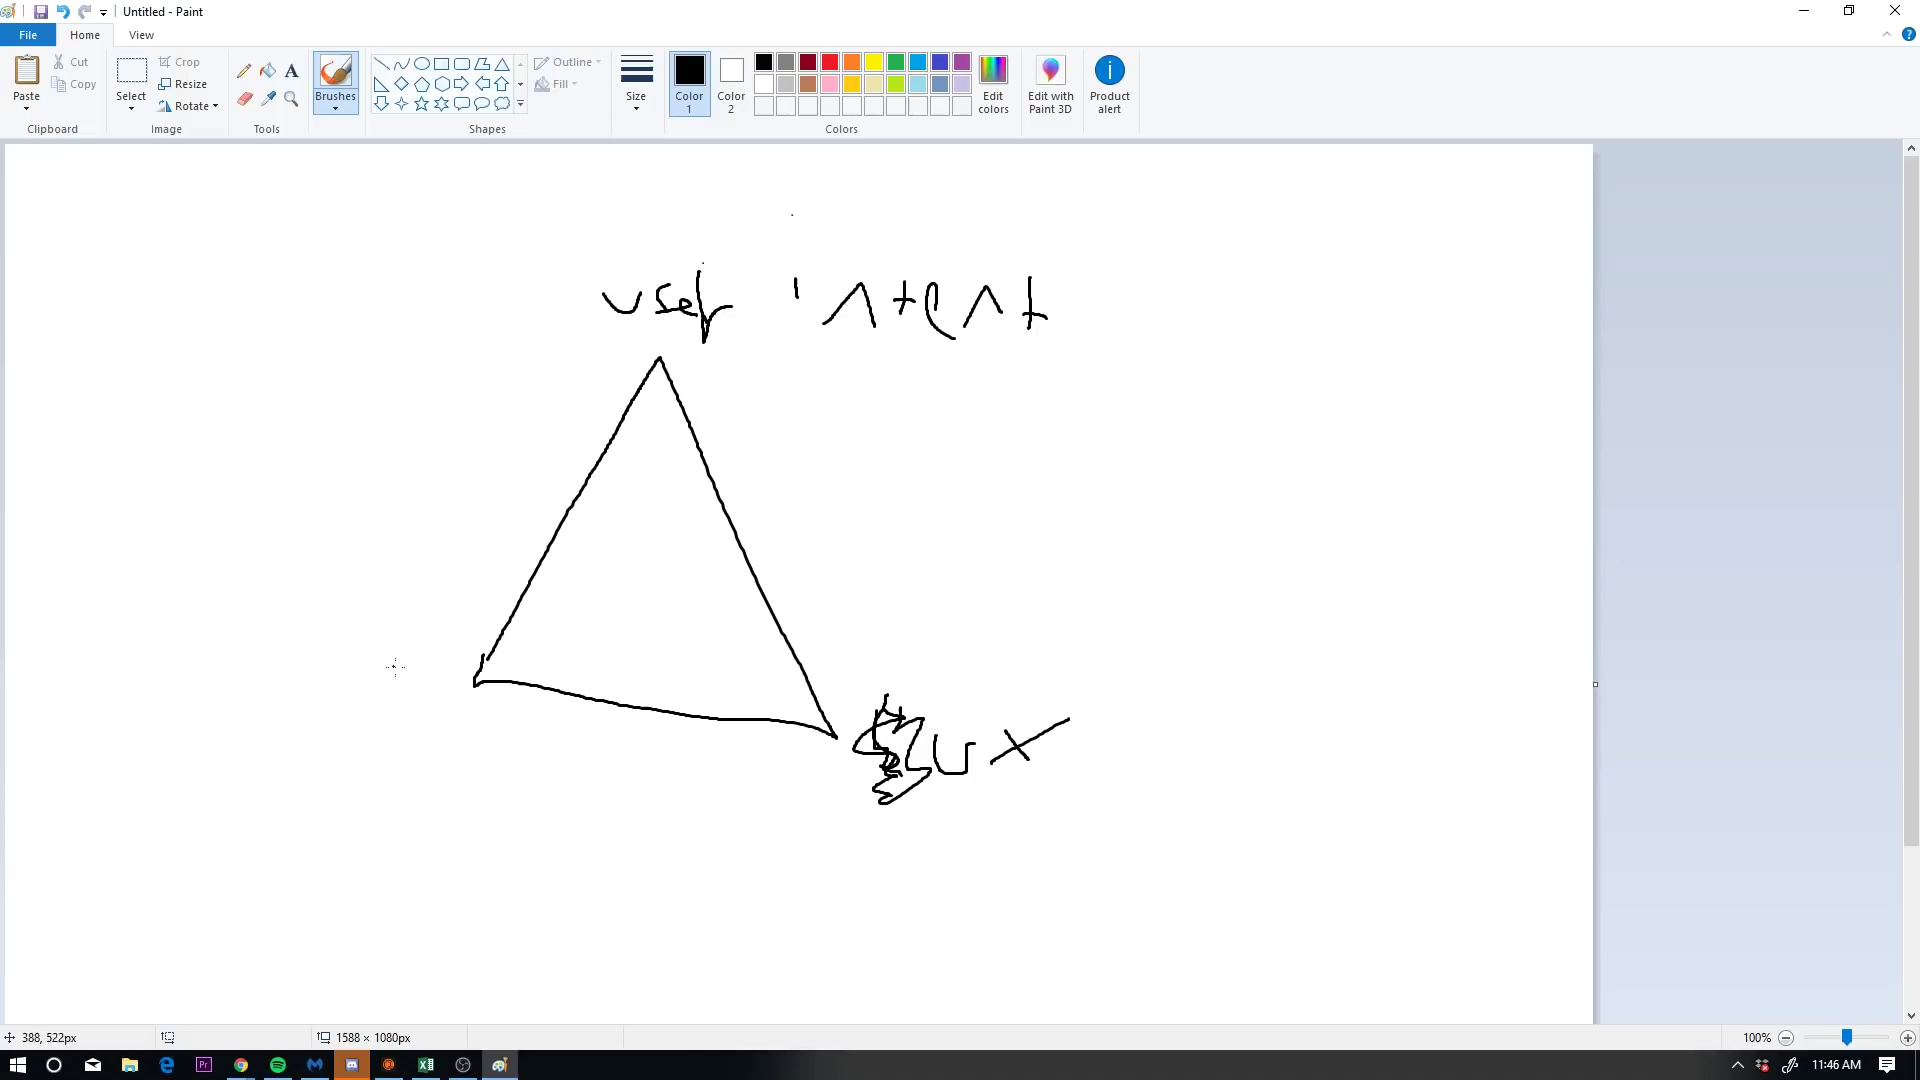 Untitled - Paint
File Home View
Paste Cut Copy Clipboard
Select Crop Resize Rotate Image
Tools
Brushes
Shapes Outline Fill
Size
Color 1 Color 2 Edit colors Colors
Edit with Paint 3D
Product alert
user intent
UX
388, 522px 1588 × 1080px 100%
Pr 11:46 AM